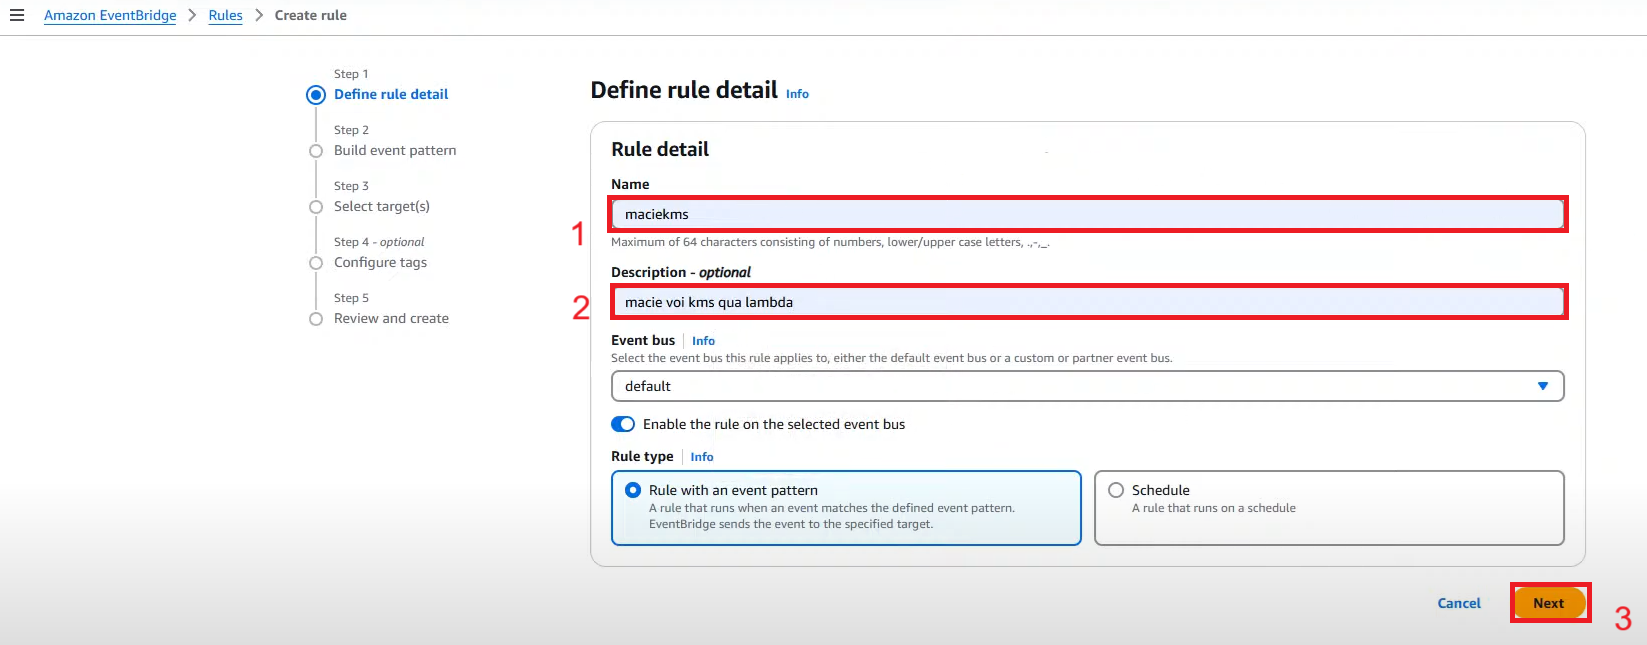 Amazon EventBridge > Rules > Create rule
Step 1
Define rule detail
Step 2
Build event pattern
Step 3
Select target(s)
Step 4 - optional
Configure tags
Step 5
Review and create
Define rule detail Info
Rule detail
Name
1 maciekms
Maximum of 64 characters consisting of numbers, lower/upper case letters, .,-,_.
Description - optional
2 macie voi kms qua lambda
Event bus Info
Select the event bus this rule applies to, either the default event bus or a custom or partner event bus.
default
Enable the rule on the selected event bus
Rule type Info
Rule with an event pattern
A rule that runs when an event matches the defined event pattern.
EventBridge sends the event to the specified target.
Schedule
A rule that runs on a schedule
Cancel Next 3